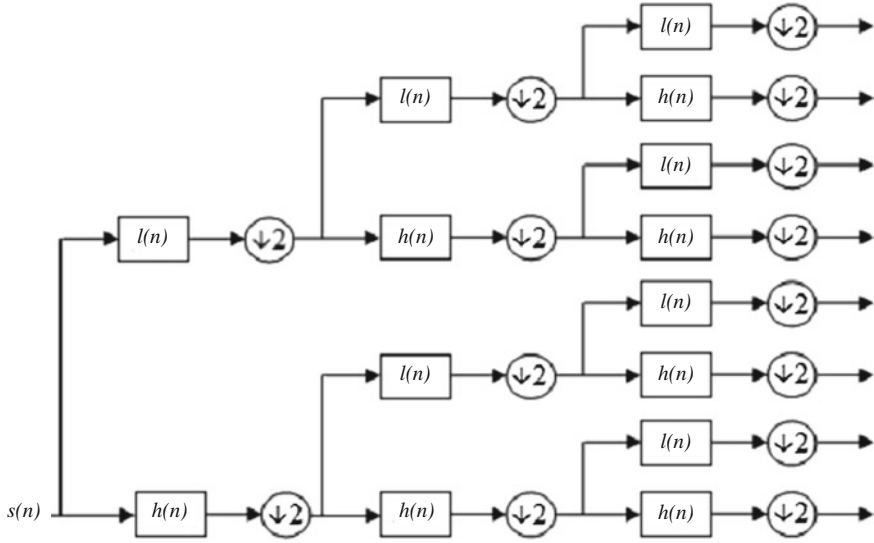 l(n) ↓2
l(n) ↓2 h(n) ↓2
l(n) ↓2
l(n) ↓2 h(n) ↓2 h(n) ↓2
l(n) ↓2
l(n) ↓2 h(n) ↓2
l(n) ↓2
s(n) h(n) ↓2 h(n) ↓2 h(n) ↓2